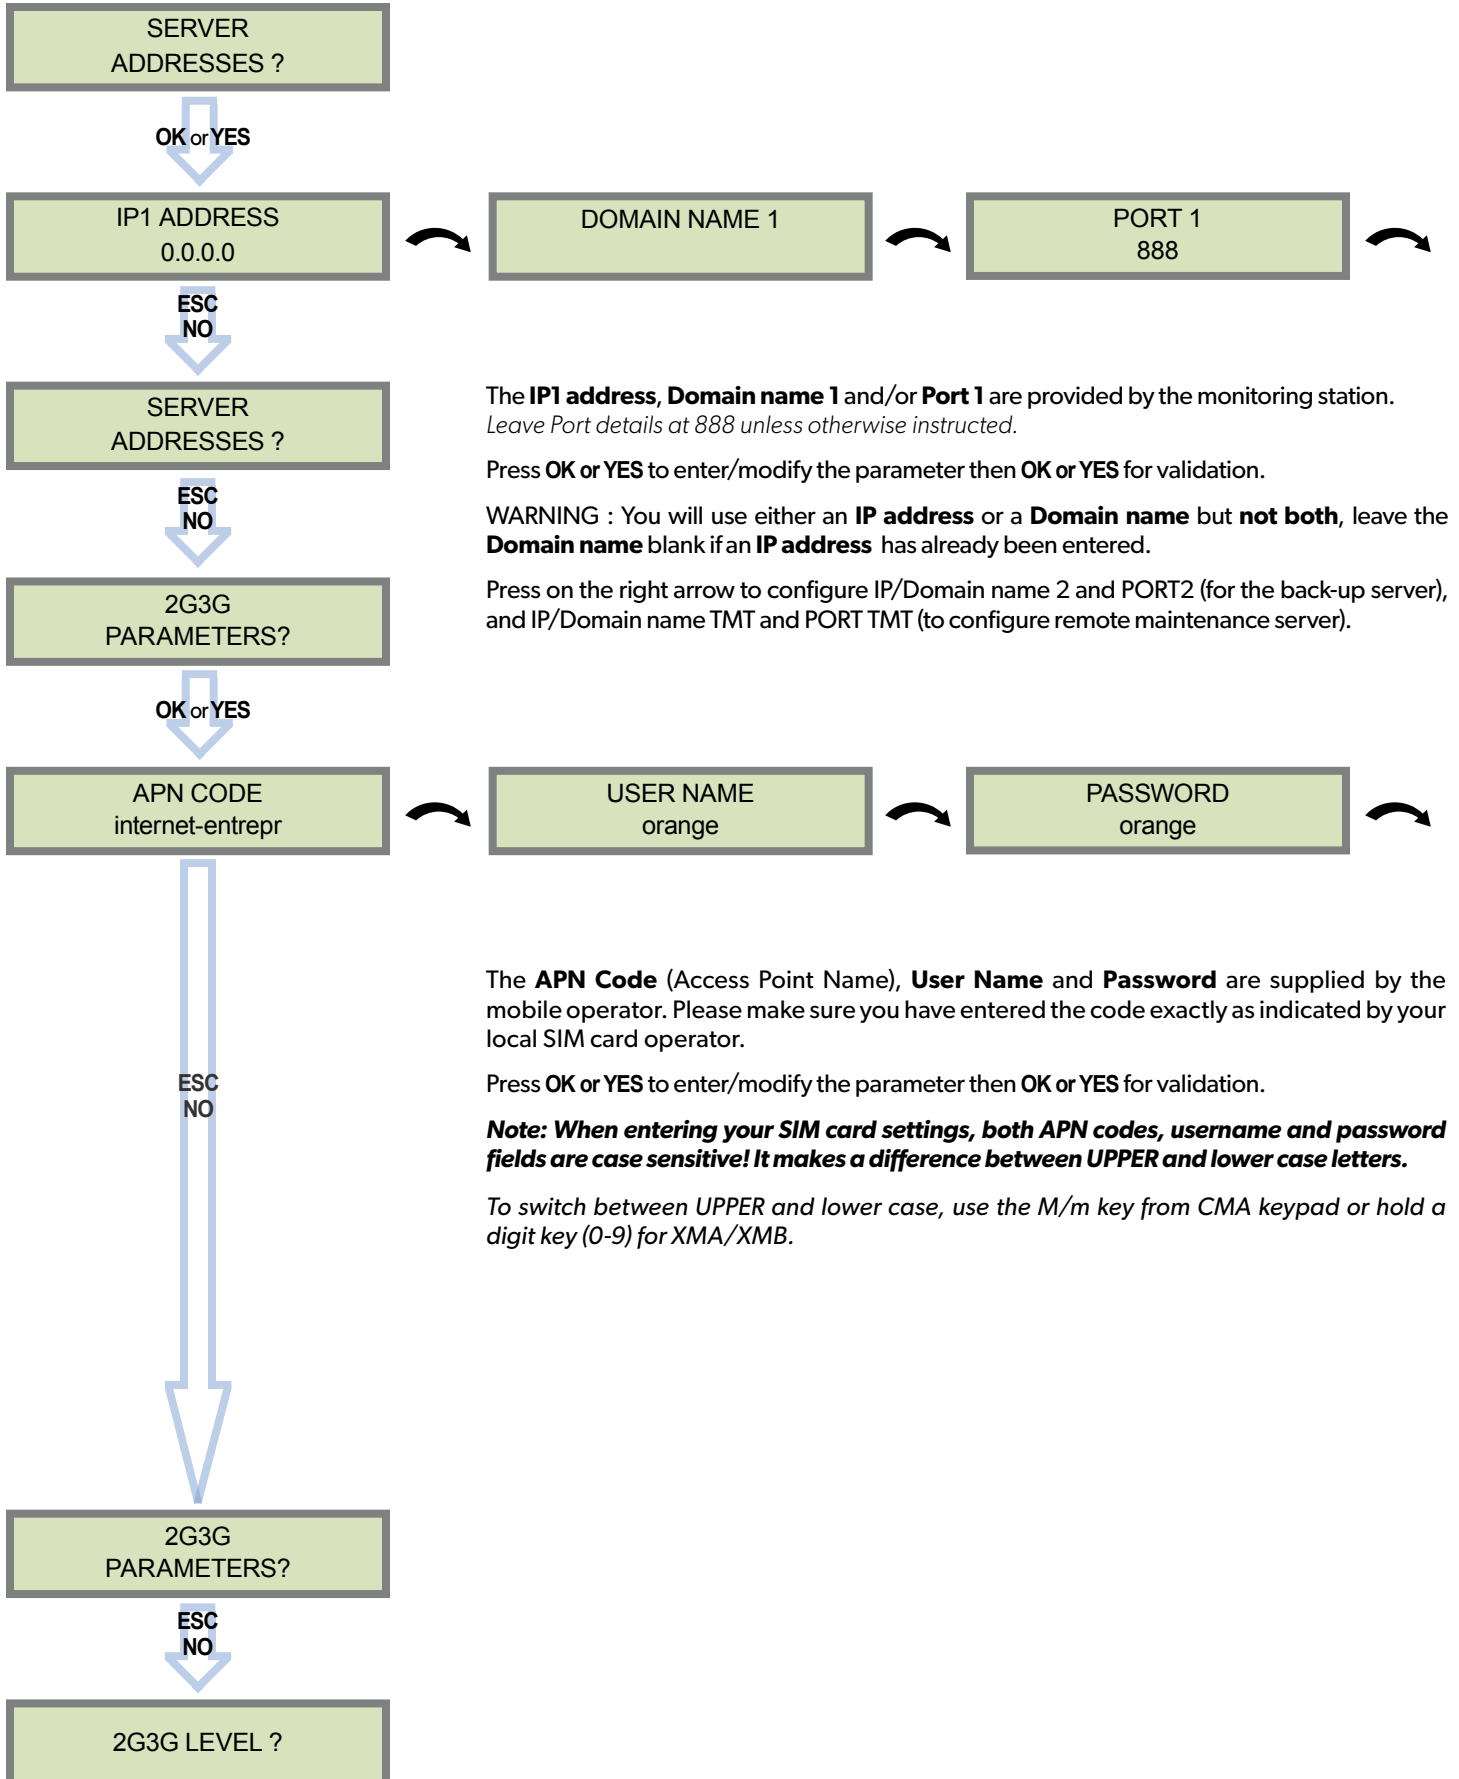 SERVER
ADDRESSES ?
OK or YES
IP1 ADDRESS
0.0.0.0
DOMAIN NAME 1
PORT 1
888
ESC
NO
SERVER
ADDRESSES ?
The IP1 address, Domain name 1 and/or Port 1 are provided by the monitoring station.
Leave Port details at 888 unless otherwise instructed.
Press OK or YES to enter/modify the parameter then OK or YES for validation.
WARNING : You will use either an IP address or a Domain name but not both, leave the
Domain name blank if an IP address has already been entered.
Press on the right arrow to configure IP/Domain name 2 and PORT2 (for the back-up server),
and IP/Domain name TMT and PORT TMT (to configure remote maintenance server).
ESC
NO
2G3G
PARAMETERS?
OK or YES
APN CODE
internet-entrepr
USER NAME
orange
PASSWORD
orange
The APN Code (Access Point Name), User Name and Password are supplied by the
mobile operator. Please make sure you have entered the code exactly as indicated by your
local SIM card operator.
Press OK or YES to enter/modify the parameter then OK or YES for validation.
Note: When entering your SIM card settings, both APN codes, username and password
fields are case sensitive! It makes a difference between UPPER and lower case letters.
To switch between UPPER and lower case, use the M/m key from CMA keypad or hold a
digit key (0-9) for XMA/XMB.
ESC
NO
2G3G
PARAMETERS?
ESC
NO
2G3G LEVEL ?